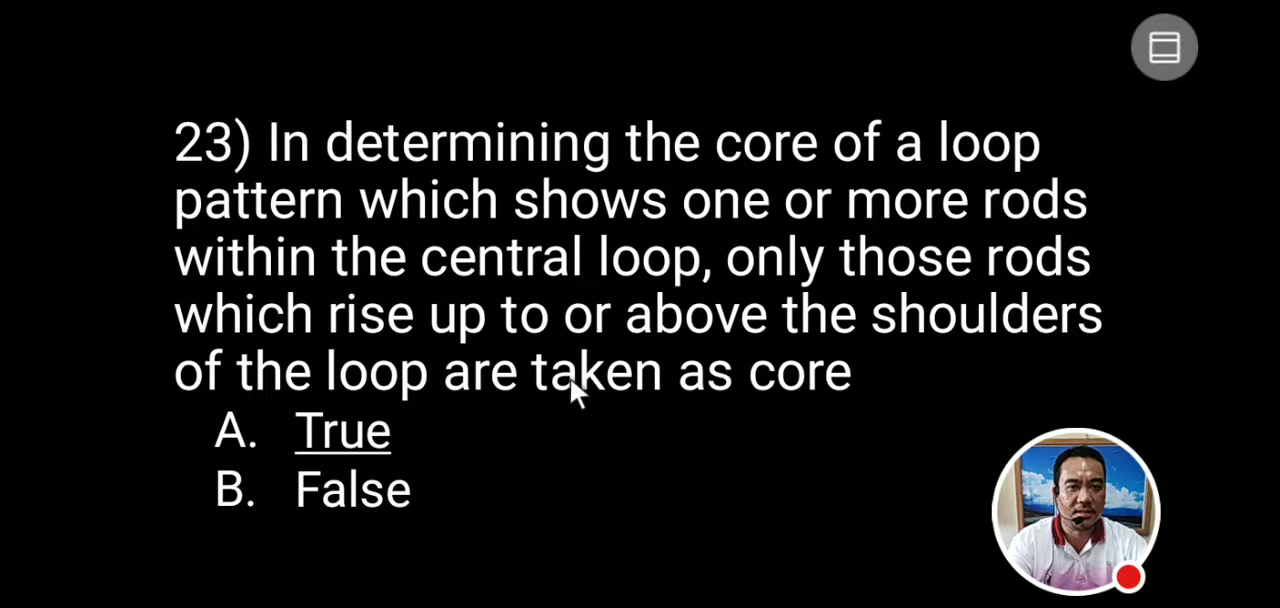 23) In determining the core of a loop
pattern which shows one or more rods
within the central loop, only those rods
which rise up to or above the shoulders
of the loop are taken as core
A. True
B. False